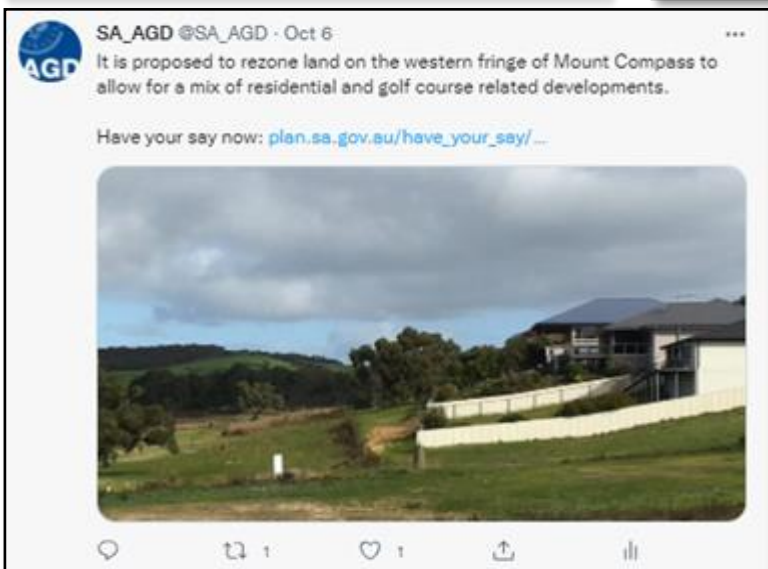 SA_AGD @SA_AGD · Oct 6
AGD
It is proposed to rezone land on the western fringe of Mount Compass to
allow for a mix of residential and golf course related developments.
Have your say now: plan.sa.gov.au/have_your_say/...
1
1